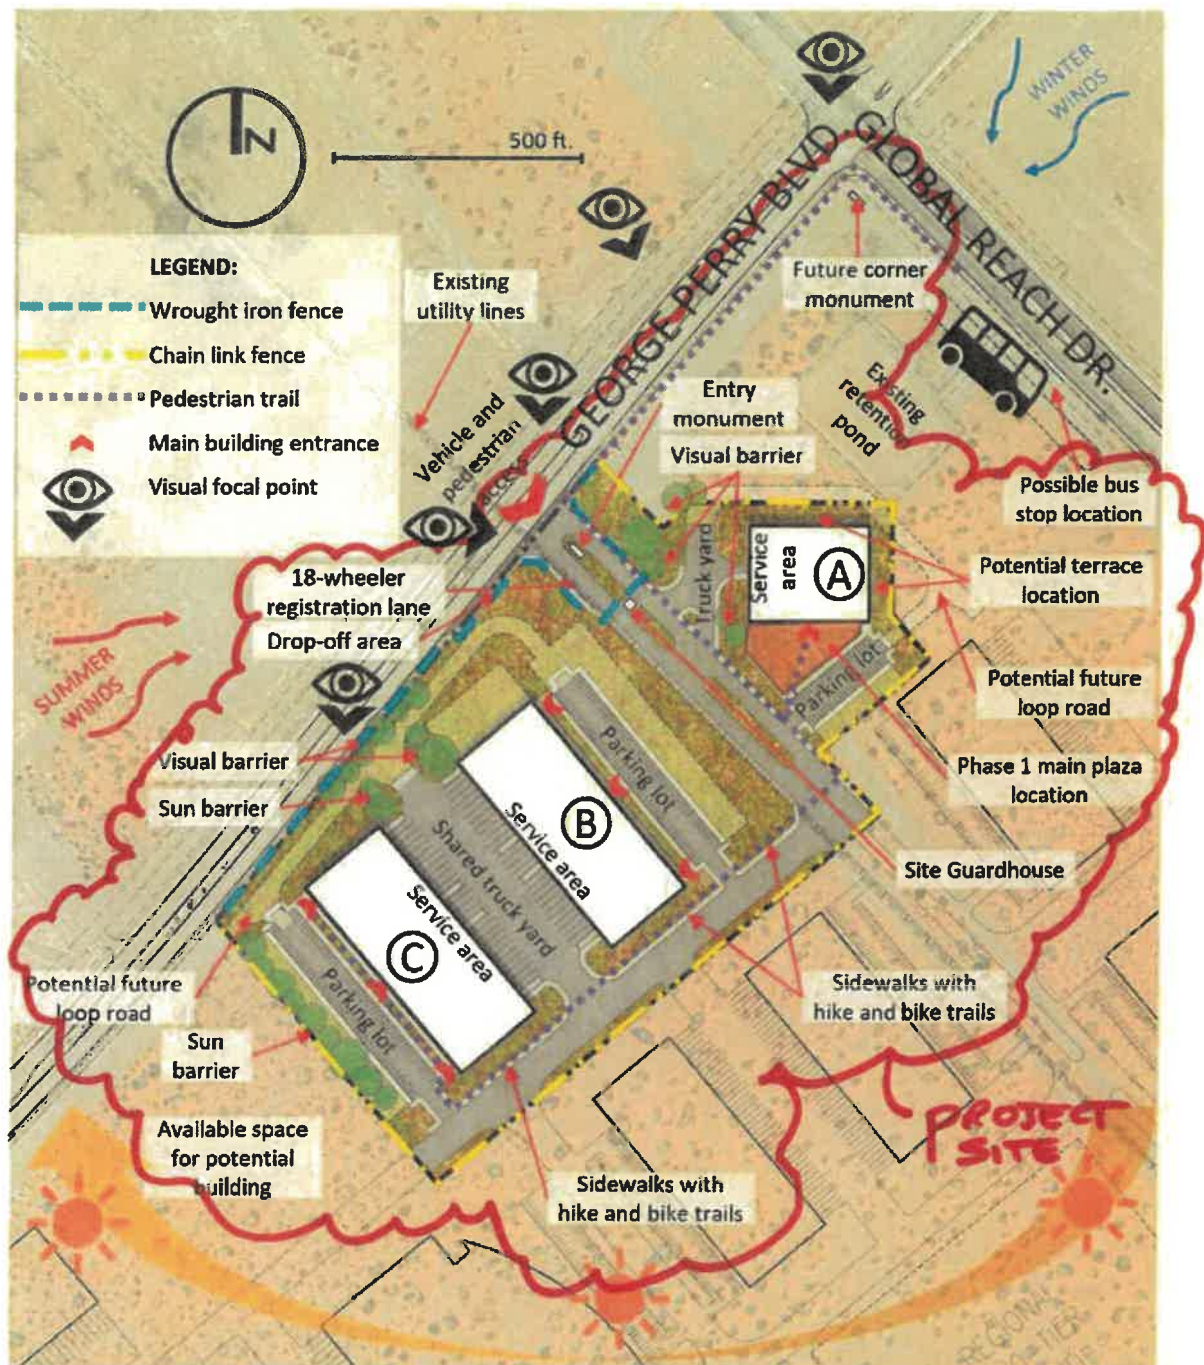 WINTER
WINDS
N
500 ft.
GEORGE PERRY BLVD
GLOBAL REACH DR.
LEGEND:
Wrought iron fence
Chain link fence
Pedestrian trail
Main building entrance
Visual focal point
Existing
utility lines
Future corner
monument
Vehicle and
pedestrian
access
Entry
monument
Visual barrier
Existing
retention
pond
Possible bus
stop location
18-wheeler
registration lane
Drop-off area
Truck yard
Service
area
A
Potential terrace
location
SUMMER
WINDS
Parking lot
Potential future
loop road
Visual barrier
Sun barrier
Parking lot
Phase 1 main plaza
location
Service area
B
Shared truck yard
Site Guardhouse
Service area
C
Parking lot
Potential future
loop road
Sidewalks with
hike and bike trails
Sun
barrier
PROJECT
SITE
Available space
for potential
building
Sidewalks with
hike and bike trails
REGIONAL